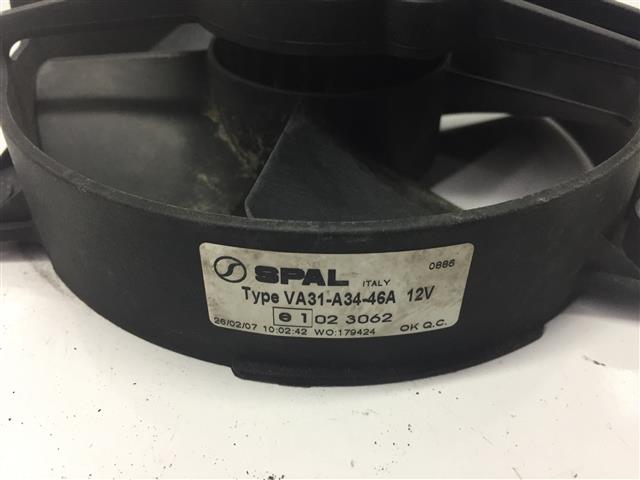 SPAL ITALY 0886
Type VA31-A34-46A 12V
e 1 02 3062
26/02/07 10:02:42 WO:179424 OK Q.C.